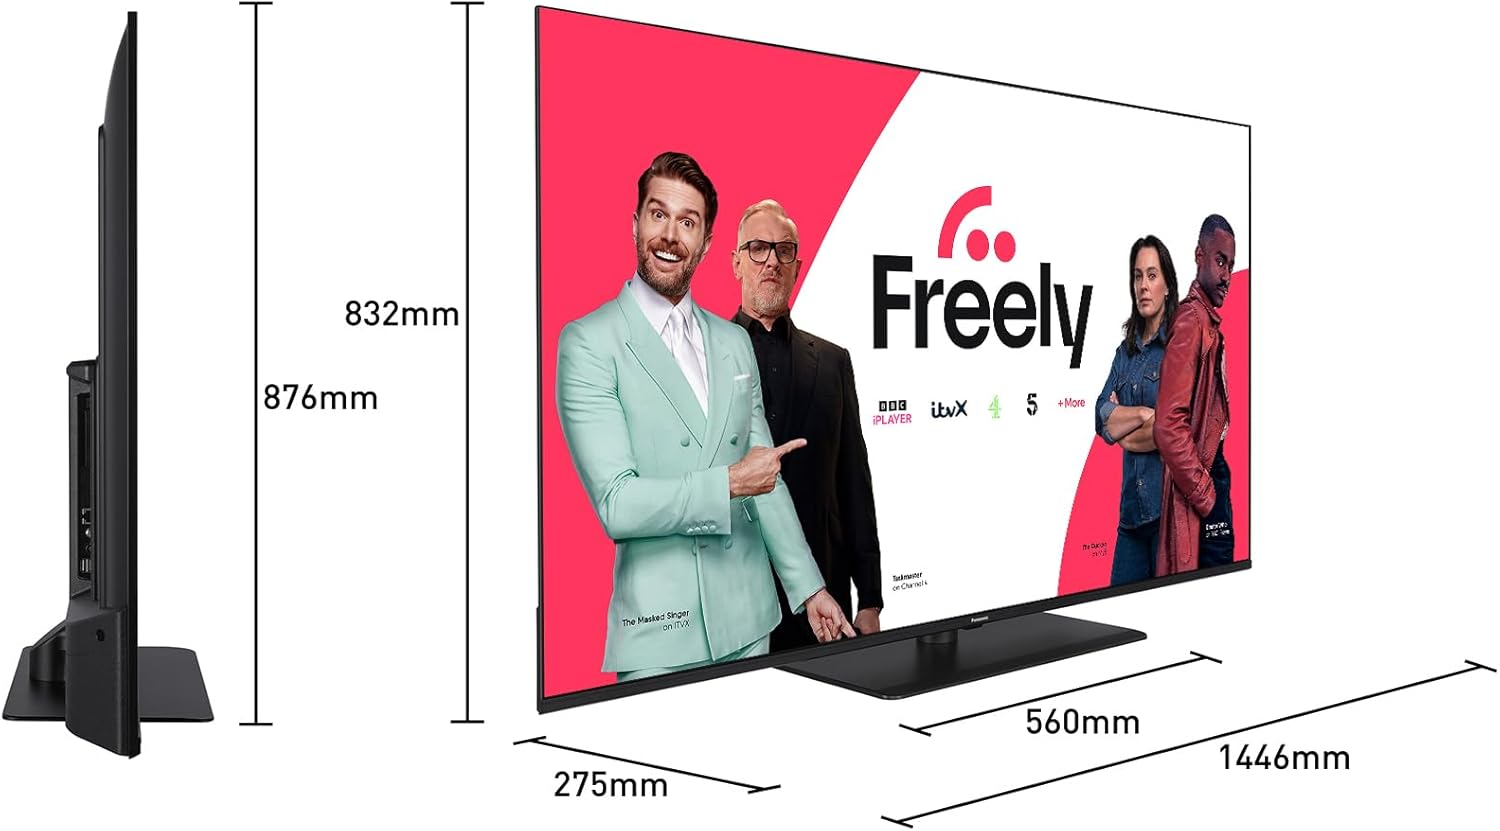 832mm
876mm
Freely
BBC
iPLAYER
itvX
4
5
+More
The Masked Singer
on ITVX
Taskmaster
on Channel 4
Panasonic
560mm
1446mm
275mm